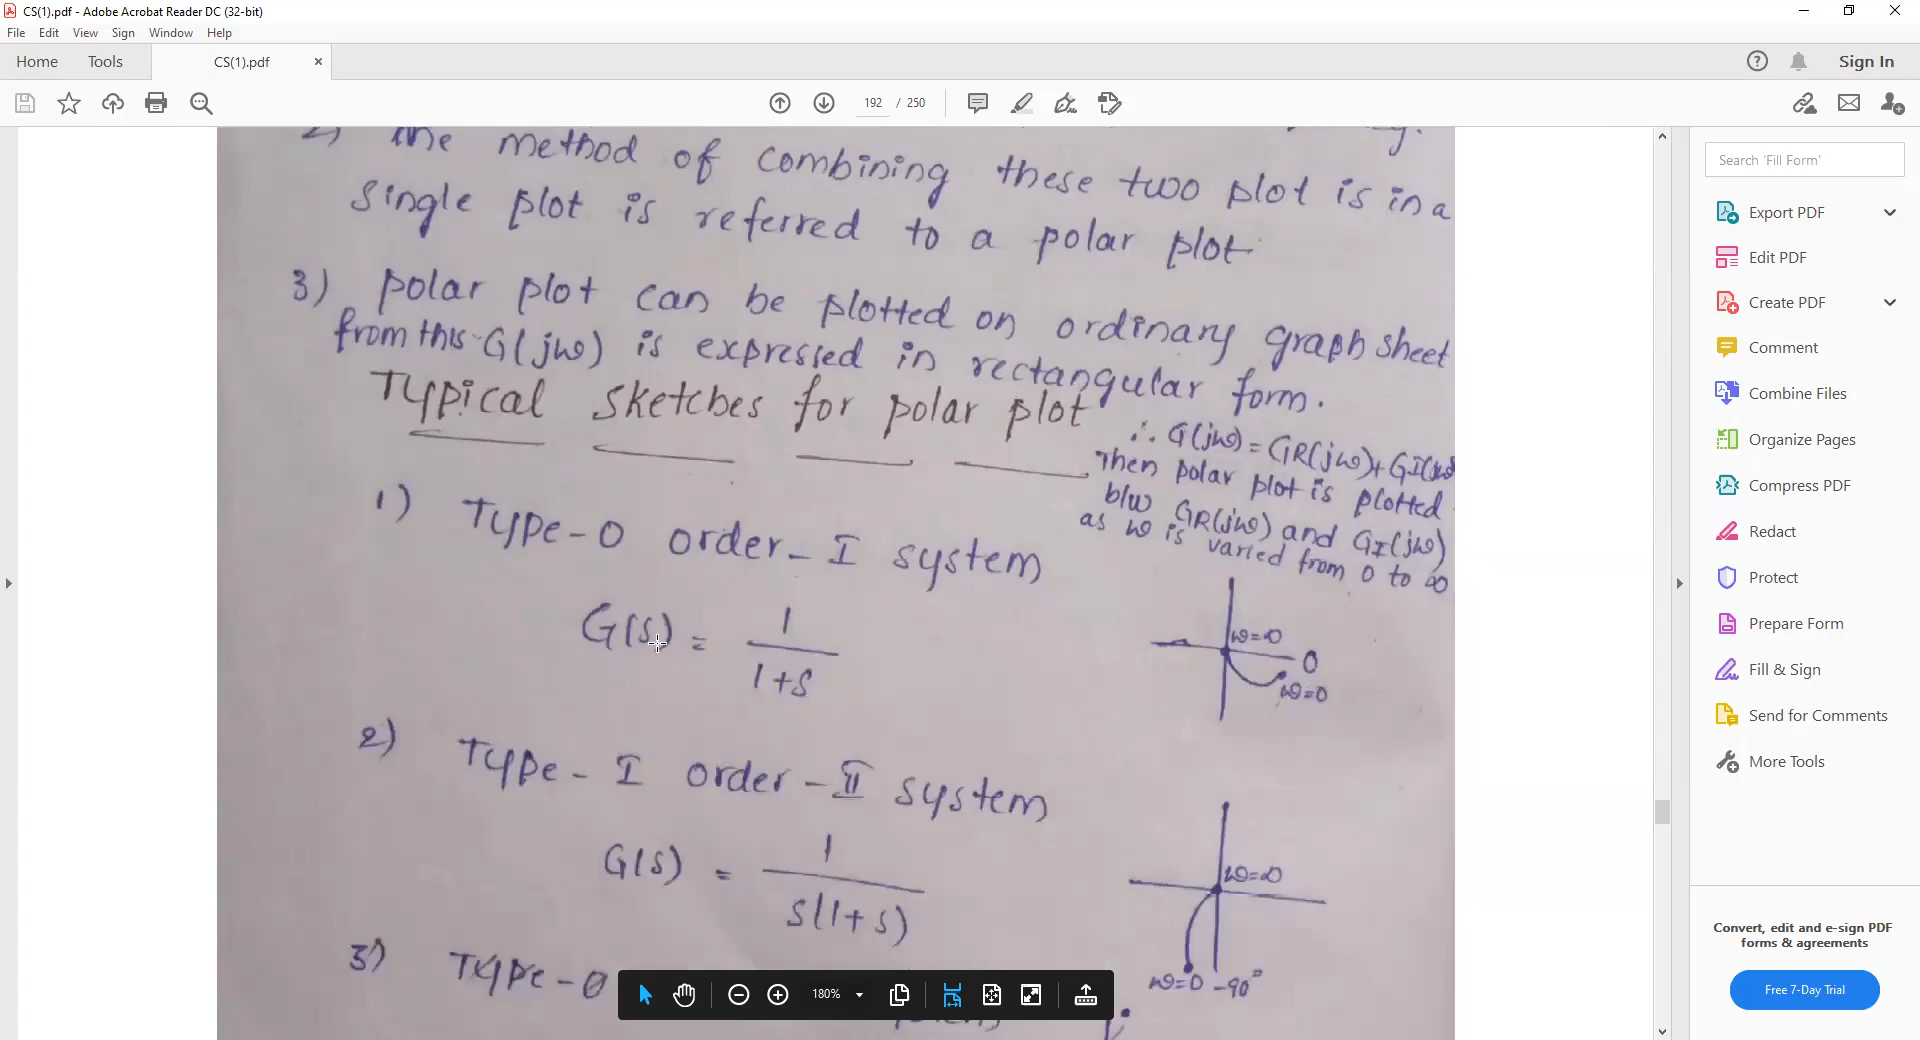 CS(1).pdf - Adobe Acrobat Reader DC (32-bit)
File Edit View Sign Window Help
Home Tools CS(1).pdf Sign In
192 / 250
2) The method of combining these two plot is in a
single plot is referred to a polar plot.
3) polar plot can be plotted on ordinary graph sheet
from this G(jω) is expressed in rectangular form.
Typical sketches for polar plot
∴ G(jω) = GR(jω) + GI(jω)
Then polar plot is plotted
b/w GR(jω) and GI(jω)
as ω is varied from 0 to ∞
1) Type-0 order-I system
G(s) = 1
1+s
ω=∞
0
ω=0
2) Type-I order-II system
G(s) = 1
s(1+s)
ω=∞
ω=0 -90°
3) Type-0
180%
Search 'Fill Form'
Export PDF
Edit PDF
Create PDF
Comment
Combine Files
Organize Pages
Compress PDF
Redact
Protect
Prepare Form
Fill & Sign
Send for Comments
More Tools
Convert, edit and e-sign PDF
forms & agreements
Free 7-Day Trial